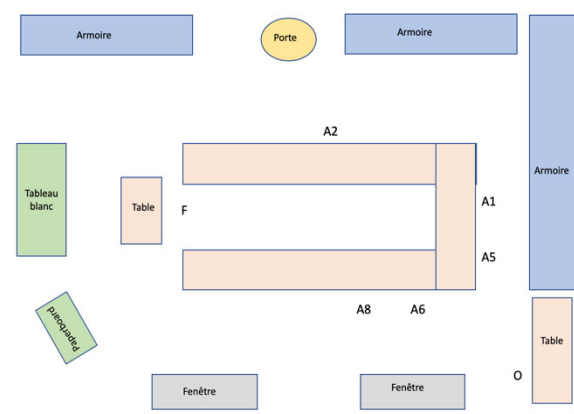 Armoire
Porte
Armoire
A2
Tableau
blanc
Table
F
A1
Armoire
A5
A8
A6
Paperboard
Table
O
Fenêtre
Fenêtre